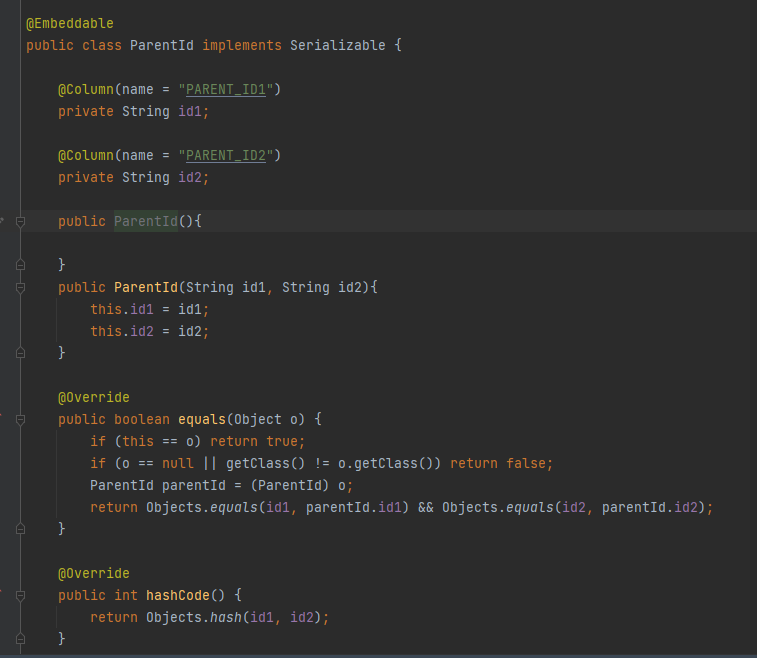 @Embeddable
public class ParentId implements Serializable {
@Column(name = "PARENT_ID1")
private String id1;
@Column(name = "PARENT_ID2")
private String id2;
public ParentId(){
}
public ParentId(String id1, String id2){
this.id1 = id1;
this.id2 = id2;
}
@Override
public boolean equals(Object o) {
if (this == o) return true;
if (o == null || getClass() != o.getClass()) return false;
ParentId parentId = (ParentId) o;
return Objects.equals(id1, parentId.id1) && Objects.equals(id2, parentId.id2);
}
@Override
public int hashCode() {
return Objects.hash(id1, id2);
}